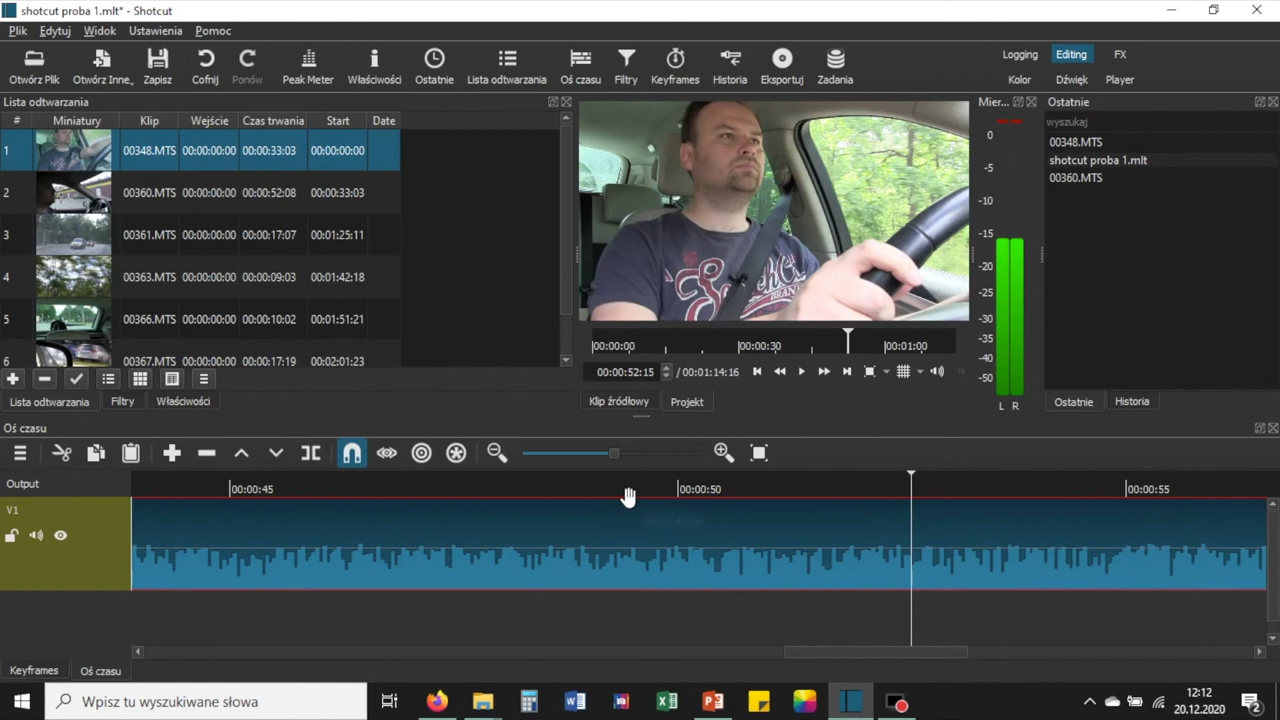 shotcut proba 1.mlt* - Shotcut
Plik Edytuj Widok Ustawienia Pomoc
Otwórz Plik Otwórz Inne.. Zapisz Cofnij Ponów Peak Meter Właściwości Ostatnie Lista odtwarzania Oś czasu Filtry Keyframes Historia Eksportuj Zadania
Logging Editing FX
Kolor Dźwięk Player
Lista odtwarzania
# Miniatury Klip Wejście Czas trwania Start Date
1 00348.MTS 00:00:00:00 00:00:33:03 00:00:00:00
2 00360.MTS 00:00:00:00 00:00:52:08 00:00:33:03
3 00361.MTS 00:00:00:00 00:00:17:07 00:01:25:11
4 00363.MTS 00:00:00:00 00:00:09:03 00:01:42:18
5 00366.MTS 00:00:00:00 00:00:10:02 00:01:51:21
6 00367.MTS 00:00:00:00 00:00:17:19 00:02:01:23
Lista odtwarzania Filtry Właściwości
BRAND
00:00:00 00:00:30 00:01:00
00:00:52:15 / 00:01:14:16
Klip źródłowy Projekt
Mier...
0
-5
-10
-15
-20
-25
-30
-35
-40
-50
L R
Ostatnie
wyszukaj
00348.MTS
shotcut proba 1.mlt
00360.MTS
Ostatnie Historia
Oś czasu
Output
00:00:45 00:00:50 00:00:55
V1
Keyframes Oś czasu
Wpisz tu wyszukiwane słowa
12:12
20.12.2020
2